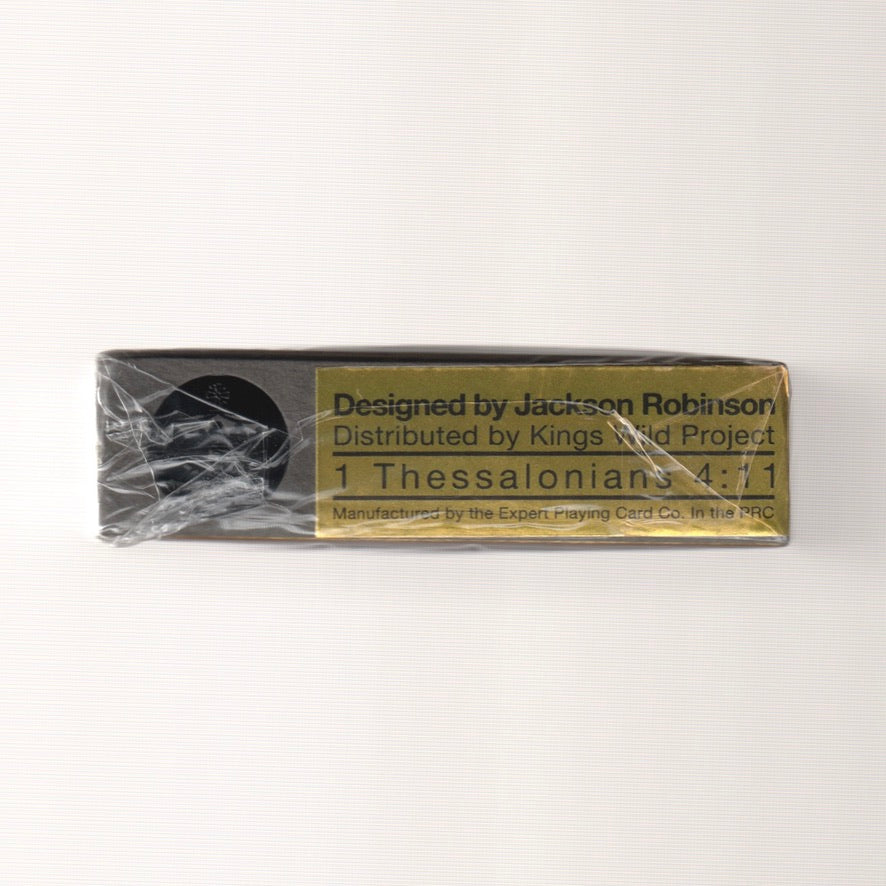 Designed by Jackson Robinson
Distributed by Kings Wild Project
1 Thessalonians 4:11
Manufactured by the Expert Playing Card Co. In the PRC